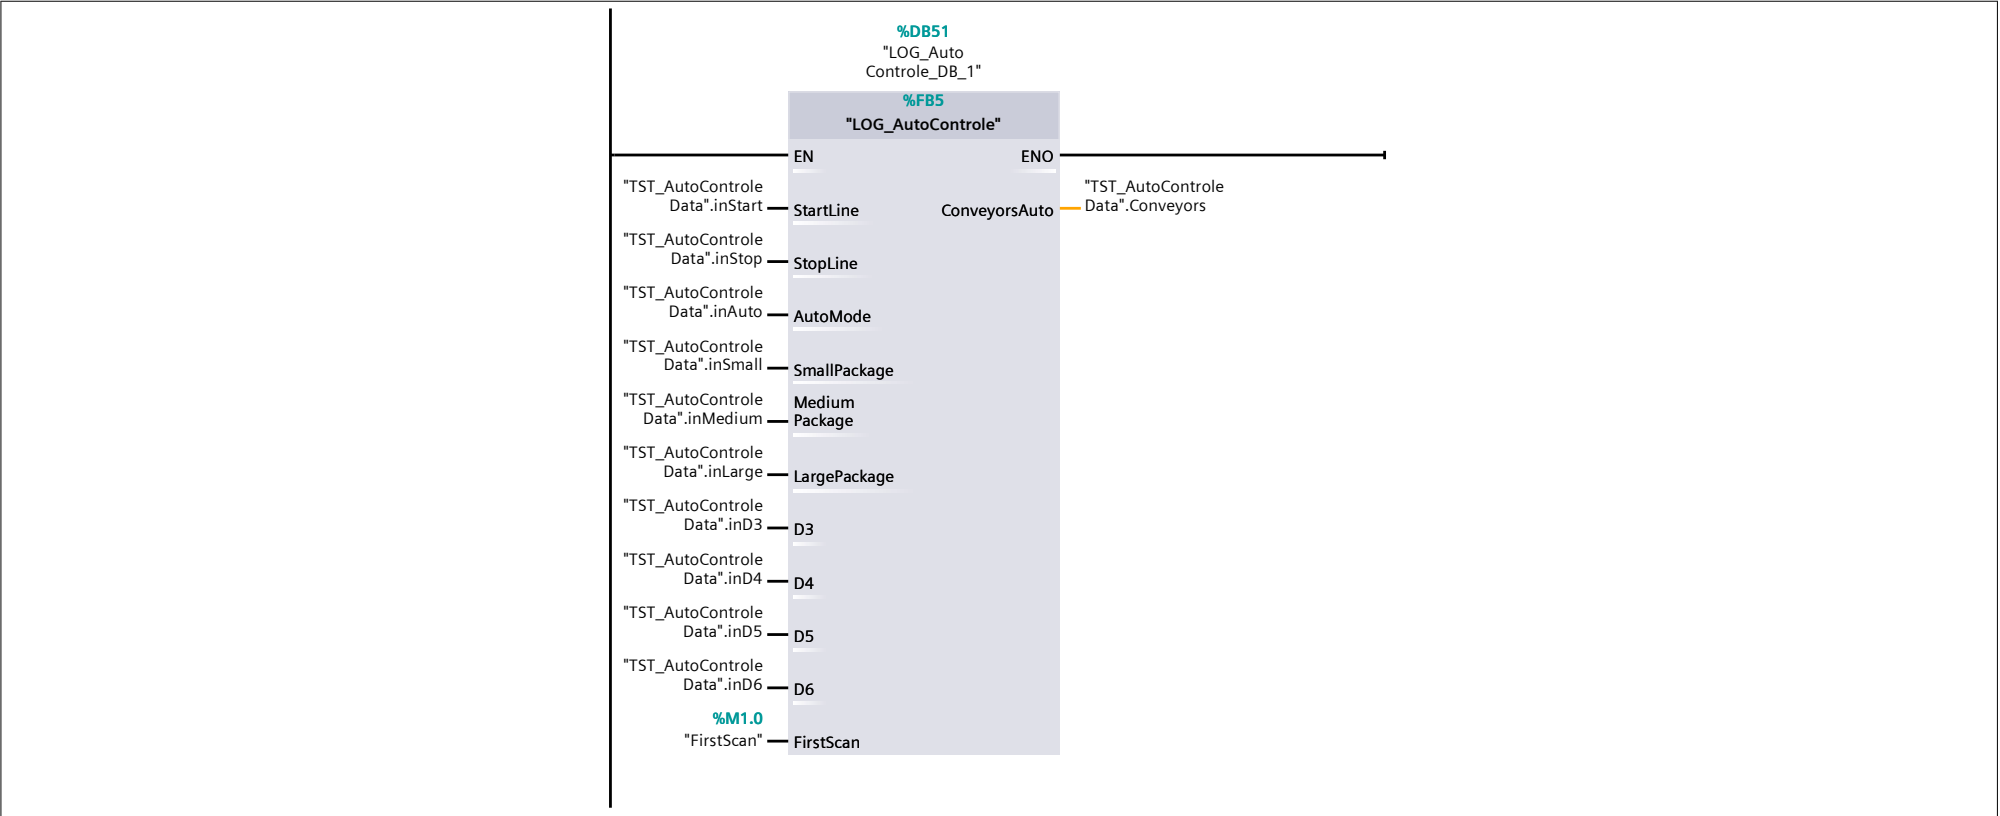 %DB51
"LOG_Auto
Controle_DB_1"
%FB5
"LOG_AutoControle"
EN
ENO
"TST_AutoControle
Data".inStart
StartLine
ConveyorsAuto
"TST_AutoControle
Data".Conveyors
"TST_AutoControle
Data".inStop
StopLine
"TST_AutoControle
Data".inAuto
AutoMode
"TST_AutoControle
Data".inSmall
SmallPackage
"TST_AutoControle
Data".inMedium
Medium
Package
"TST_AutoControle
Data".inLarge
LargePackage
"TST_AutoControle
Data".inD3
D3
"TST_AutoControle
Data".inD4
D4
"TST_AutoControle
Data".inD5
D5
"TST_AutoControle
Data".inD6
D6
%M1.0
"FirstScan"
FirstScan